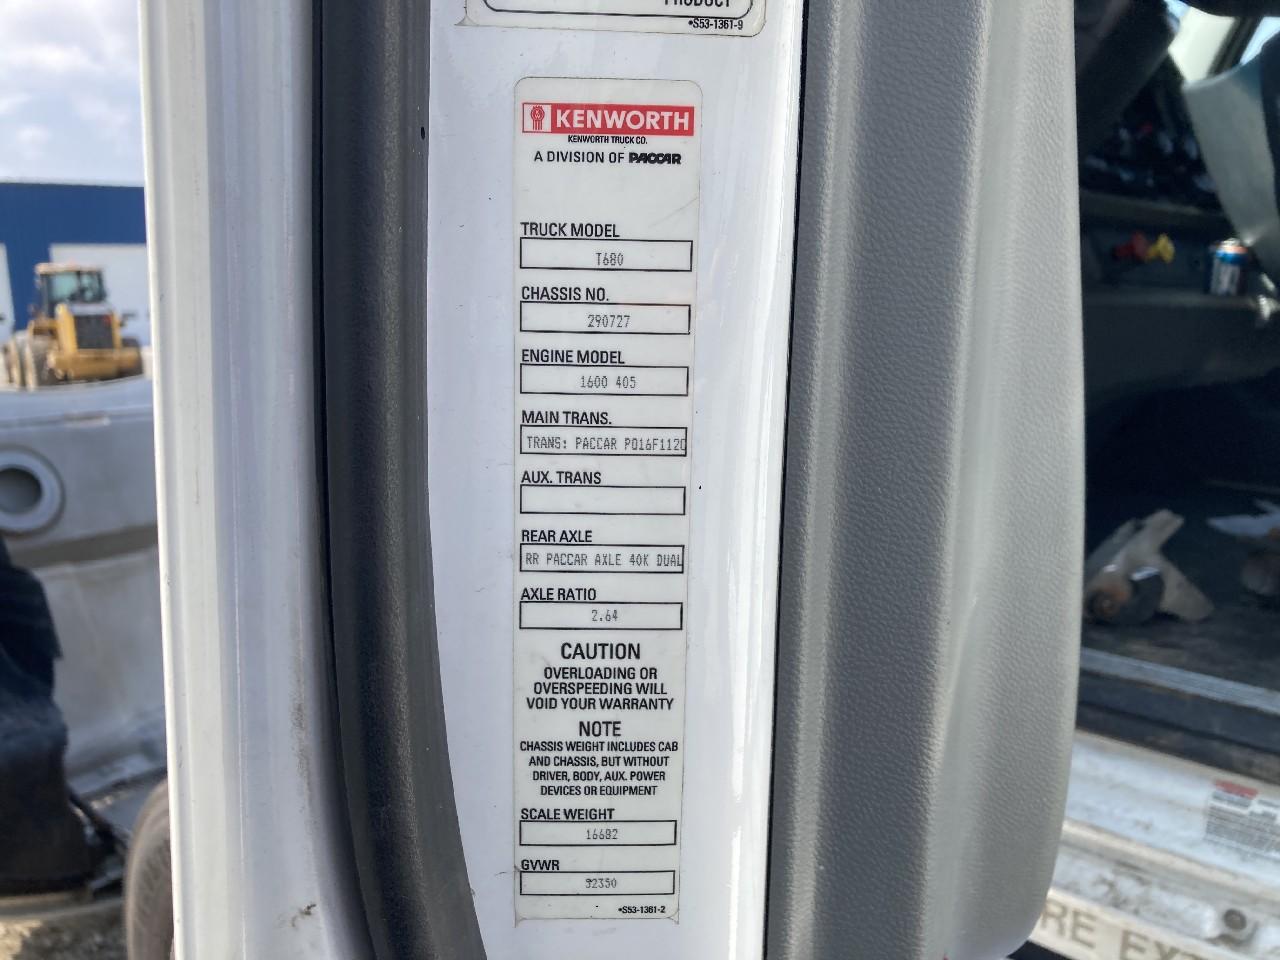 PRODUCT
*S53-1361-9
KENWORTH
KENWORTH TRUCK CO.
A DIVISION OF PACCAR
TRUCK MODEL
T680
CHASSIS NO.
290727
ENGINE MODEL
1600 405
MAIN TRANS.
TRANS: PACCAR PO16F112C
AUX. TRANS
REAR AXLE
RR PACCAR AXLE 40K DUAL
AXLE RATIO
2.64
CAUTION
OVERLOADING OR
OVERSPEEDING WILL
VOID YOUR WARRANTY
NOTE
CHASSIS WEIGHT INCLUDES CAB
AND CHASSIS, BUT WITHOUT
DRIVER, BODY, AUX. POWER
DEVICES OR EQUIPMENT
SCALE WEIGHT
16682
GVWR
52350
*S53-1361-2
RE EXT